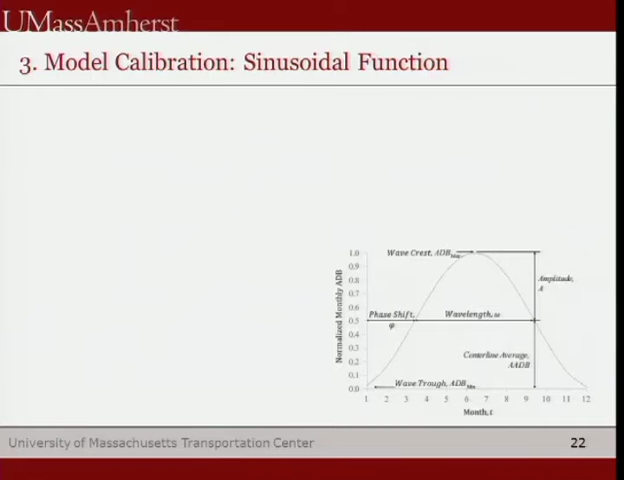 UMassAmherst
3. Model Calibration: Sinusoidal Function
Normalized Monthly ADB
1.0
0.9
0.8
0.7
0.6
0.5
0.4
0.3
0.2
0.1
0.0
Wave Crest, ADB Max
Amplitude,
A
Phase Shift,
φ
Wavelength, ω
Centerline Average,
AADB
Wave Trough, ADB Min
1 2 3 4 5 6 7 8 9 10 11 12
Month, t
University of Massachusetts Transportation Center 22